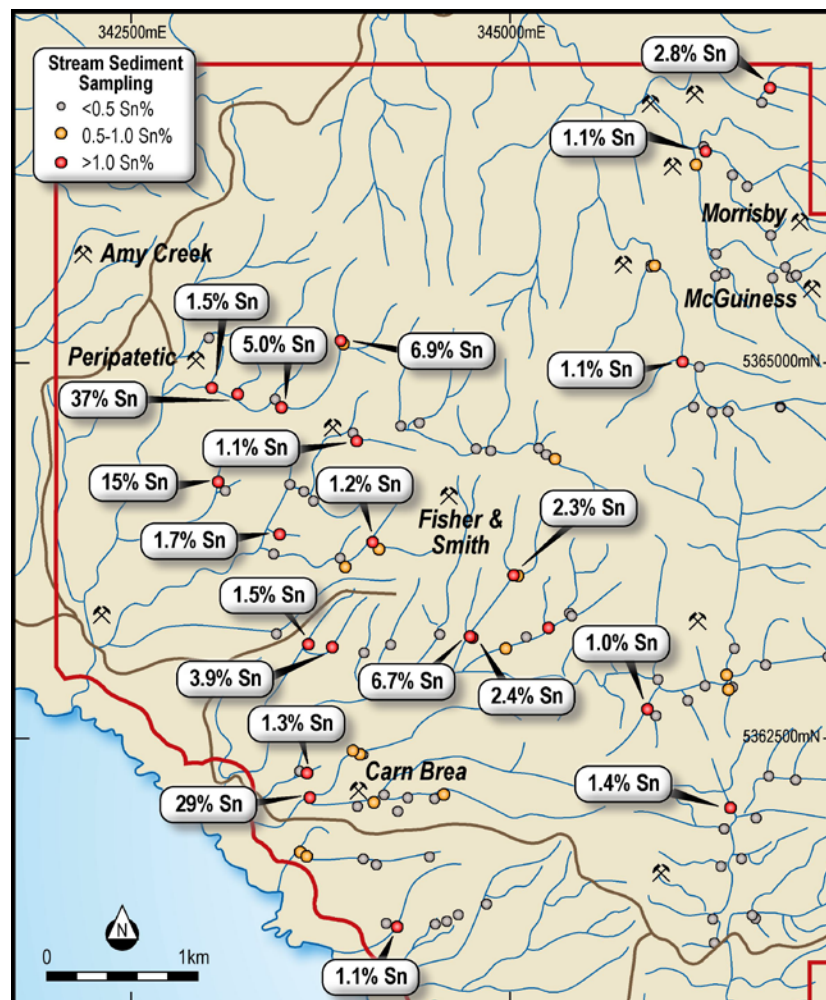 342500mE
345000mE
Stream Sediment
Sampling
<0.5 Sn%
0.5-1.0 Sn%
>1.0 Sn%
2.8% Sn
1.1% Sn
Morrisby
Amy Creek
McGuiness
1.5% Sn
Peripatetic
5.0% Sn
6.9% Sn
1.1% Sn
5365000mN
37% Sn
1.1% Sn
15% Sn
1.2% Sn
Fisher &
Smith
2.3% Sn
1.7% Sn
1.5% Sn
3.9% Sn
6.7% Sn
2.4% Sn
1.0% Sn
1.3% Sn
5362500mN
Carn Brea
29% Sn
1.4% Sn
N
0
1km
1.1% Sn